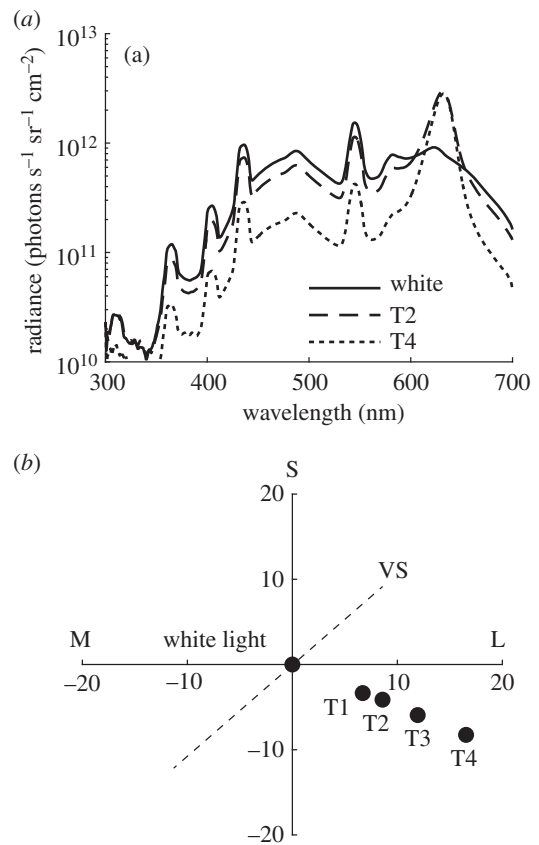 (a)
(a)
10^13
10^12
10^11
10^10
radiance (photons s^−1 sr^−1 cm^−2)
white
T2
T4
300
400
500
600
700
wavelength (nm)
(b)
S
20
10
VS
M
white light
L
−20
−10
10
20
T1
T2
T3
T4
−10
−20